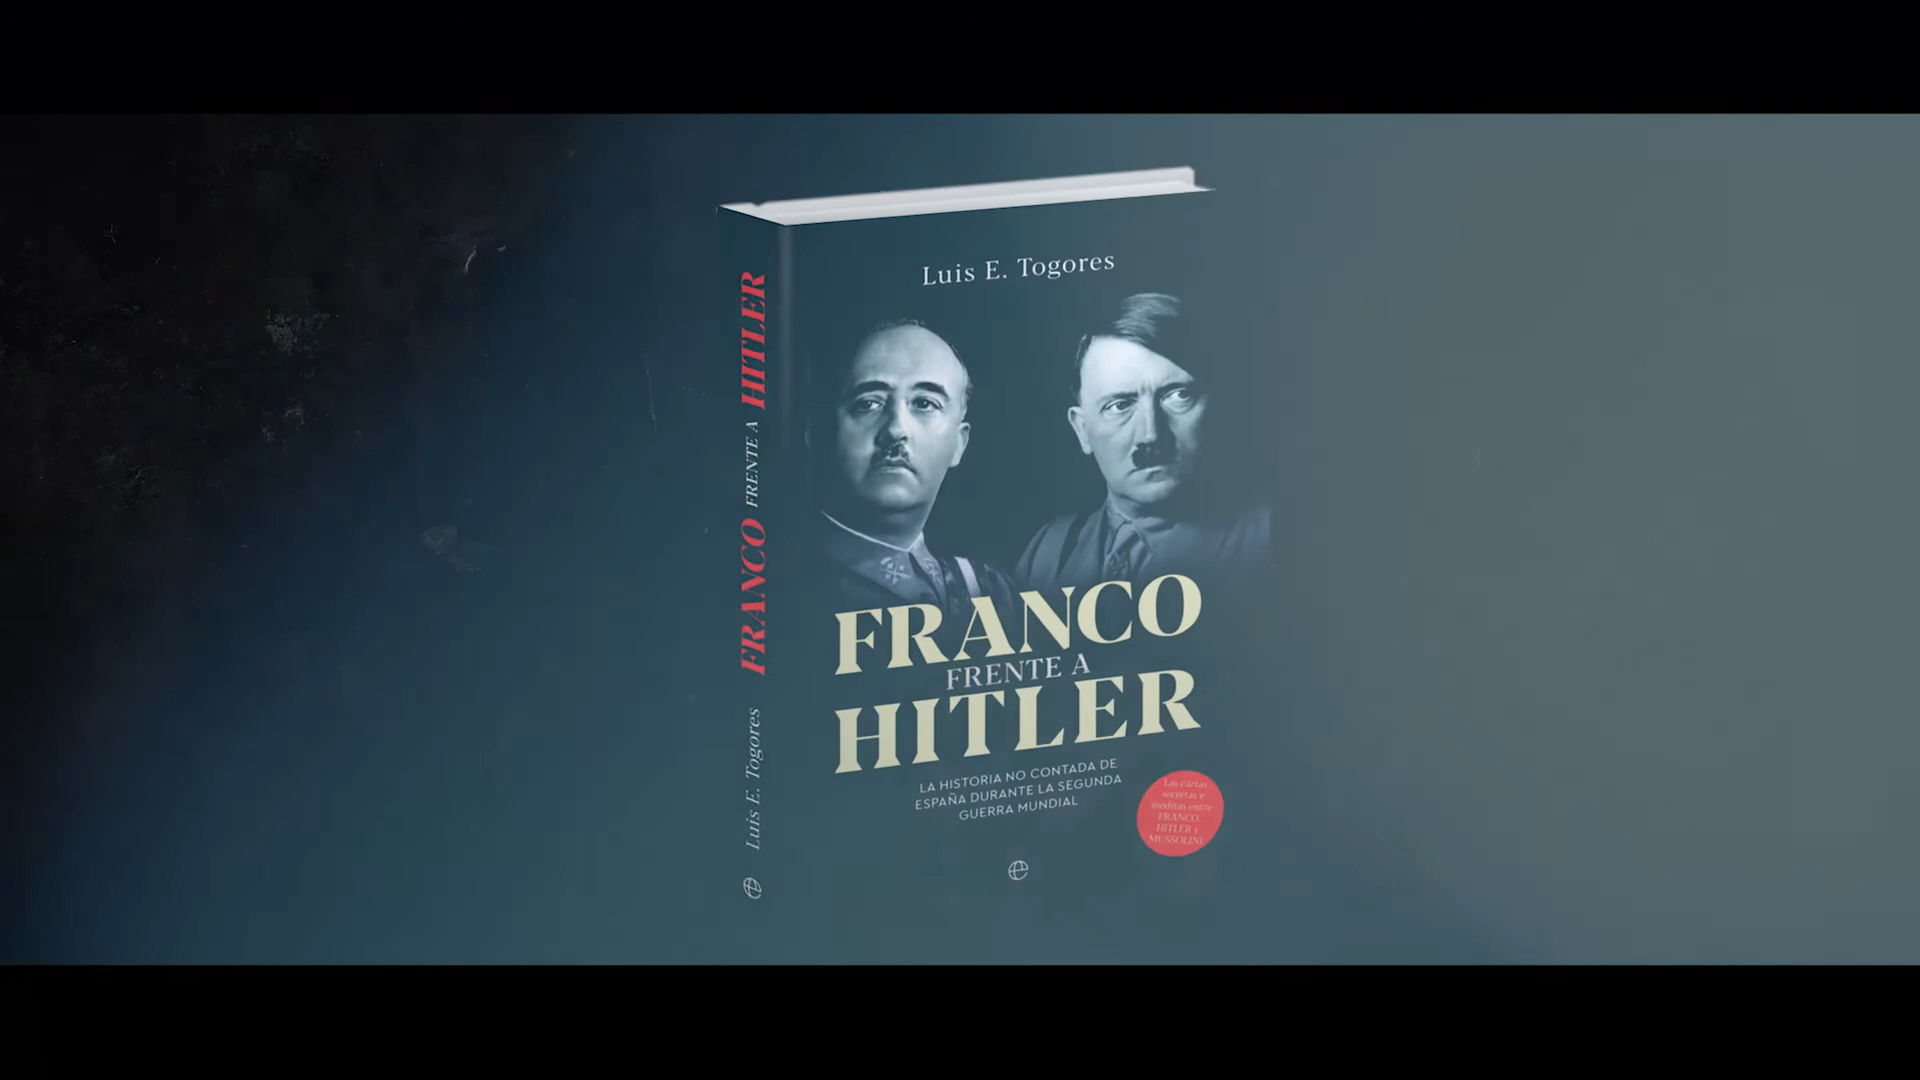 Luis E. Togores
FRANCO
FRENTE A
HITLER
LA HISTORIA NO CONTADA DE
ESPAÑA DURANTE LA SEGUNDA
GUERRA MUNDIAL
Las cartas
secretas e
inéditas entre
FRANCO,
HITLER y
MUSSOLINI
Luis E. Togores FRANCO FRENTE A HITLER